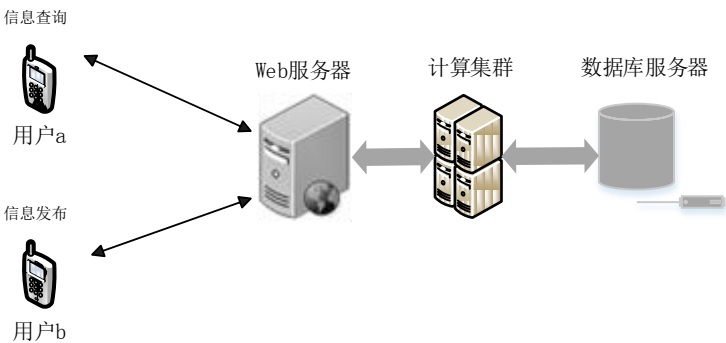 信息查询
用户a
Web服务器
计算集群
数据库服务器
信息发布
用户b